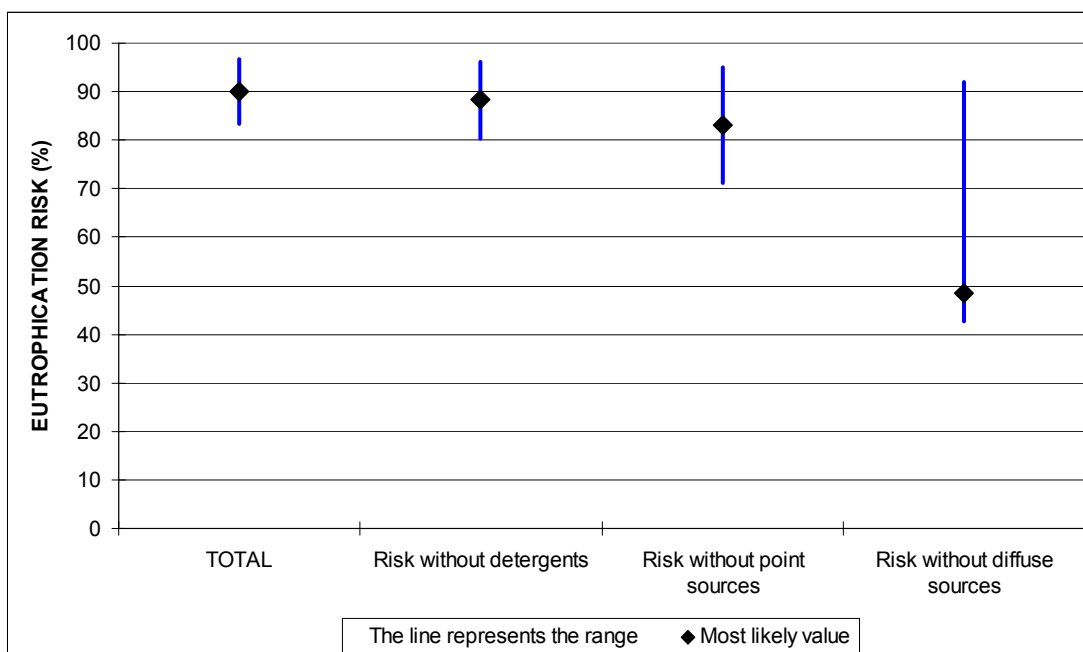 EUTROPHICATION RISK (%)
100
90
80
70
60
50
40
30
20
10
0
TOTAL
Risk without detergents
Risk without point
sources
Risk without diffuse
sources
The line represents the range
Most likely value